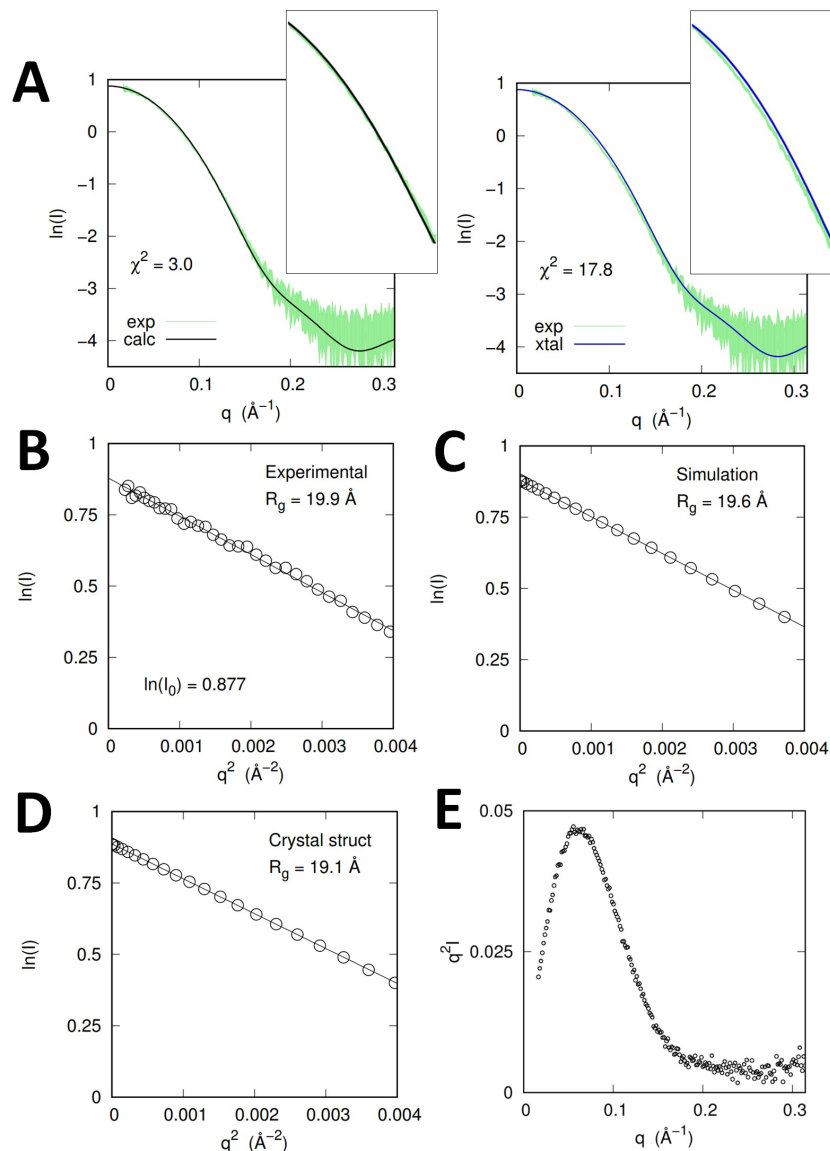 A
1
0
−1
−2
−3
−4
ln(I)
χ² = 3.0
exp
calc
0
0.1
0.2
0.3
q (Å⁻¹)
1
0
−1
−2
−3
−4
ln(I)
χ² = 17.8
exp
xtal
0
0.1
0.2
0.3
q (Å⁻¹)
B
1
0.75
0.5
0.25
0
ln(I)
Experimental
R_g = 19.9 Å
ln(I₀) = 0.877
0
0.001
0.002
0.003
0.004
q² (Å⁻²)
C
1
0.75
0.5
0.25
0
ln(I)
Simulation
R_g = 19.6 Å
0
0.001
0.002
0.003
0.004
q² (Å⁻²)
D
1
0.75
0.5
0.25
0
ln(I)
Crystal struct
R_g = 19.1 Å
0
0.001
0.002
0.003
0.004
q² (Å⁻²)
E
0.05
0.025
0
q²I
0
0.1
0.2
0.3
q (Å⁻¹)